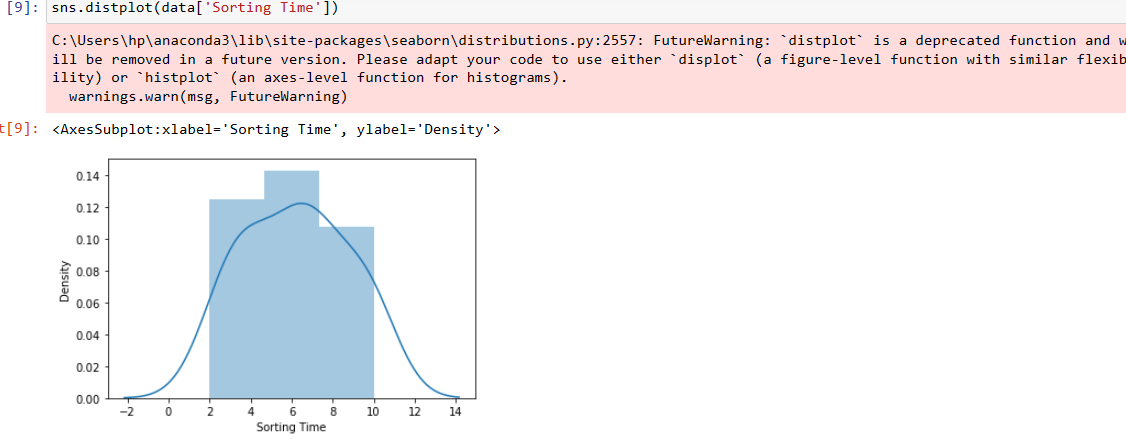 [9]: sns.distplot(data['Sorting Time'])
C:\Users\hp\anaconda3\lib\site-packages\seaborn\distributions.py:2557: FutureWarning: `distplot` is a deprecated function and w
ill be removed in a future version. Please adapt your code to use either `displot` (a figure-level function with similar flexib
ility) or `histplot` (an axes-level function for histograms).
warnings.warn(msg, FutureWarning)
t[9]: <AxesSubplot:xlabel='Sorting Time', ylabel='Density'>
0.14
0.12
0.10
0.08
0.06
0.04
0.02
0.00
Density
−2 0 2 4 6 8 10 12 14
Sorting Time